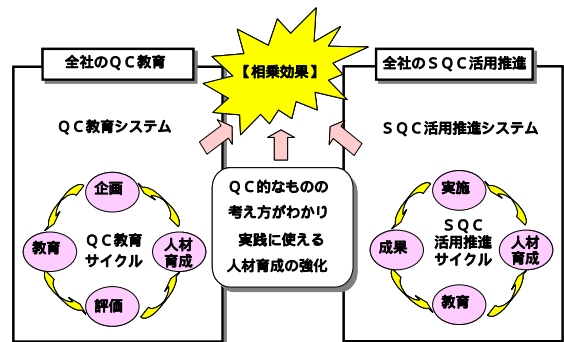 全社のＱＣ教育
【相乗効果】
全社のＳＱＣ活用推進
ＱＣ教育システム
ＳＱＣ活用推進システム
企画
教育
ＱＣ教育
サイクル
人材
育成
評価
ＱＣ的なものの
考え方がわかり
実践に使える
人材育成の強化
実施
成果
ＳＱＣ
活用推進
サイクル
人材
育成
教育